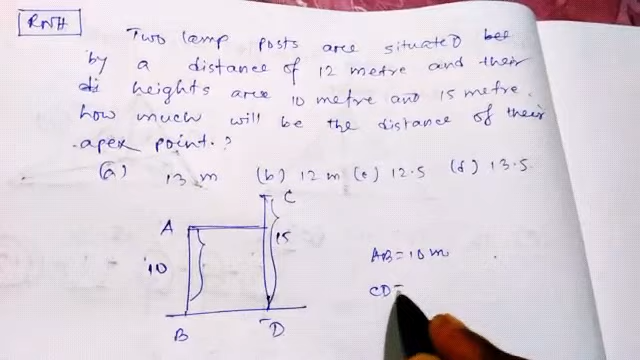 RNH
Two lamp posts are situated
by a distance of 12 metre and their
heights are 10 metre and 15 metre.
how much will be the distance of their
apex point.?
(a) 13 m (b) 12 m (c) 12.5 (d) 13.5
C
A
15
10
B
D
AB = 10 m
CD =